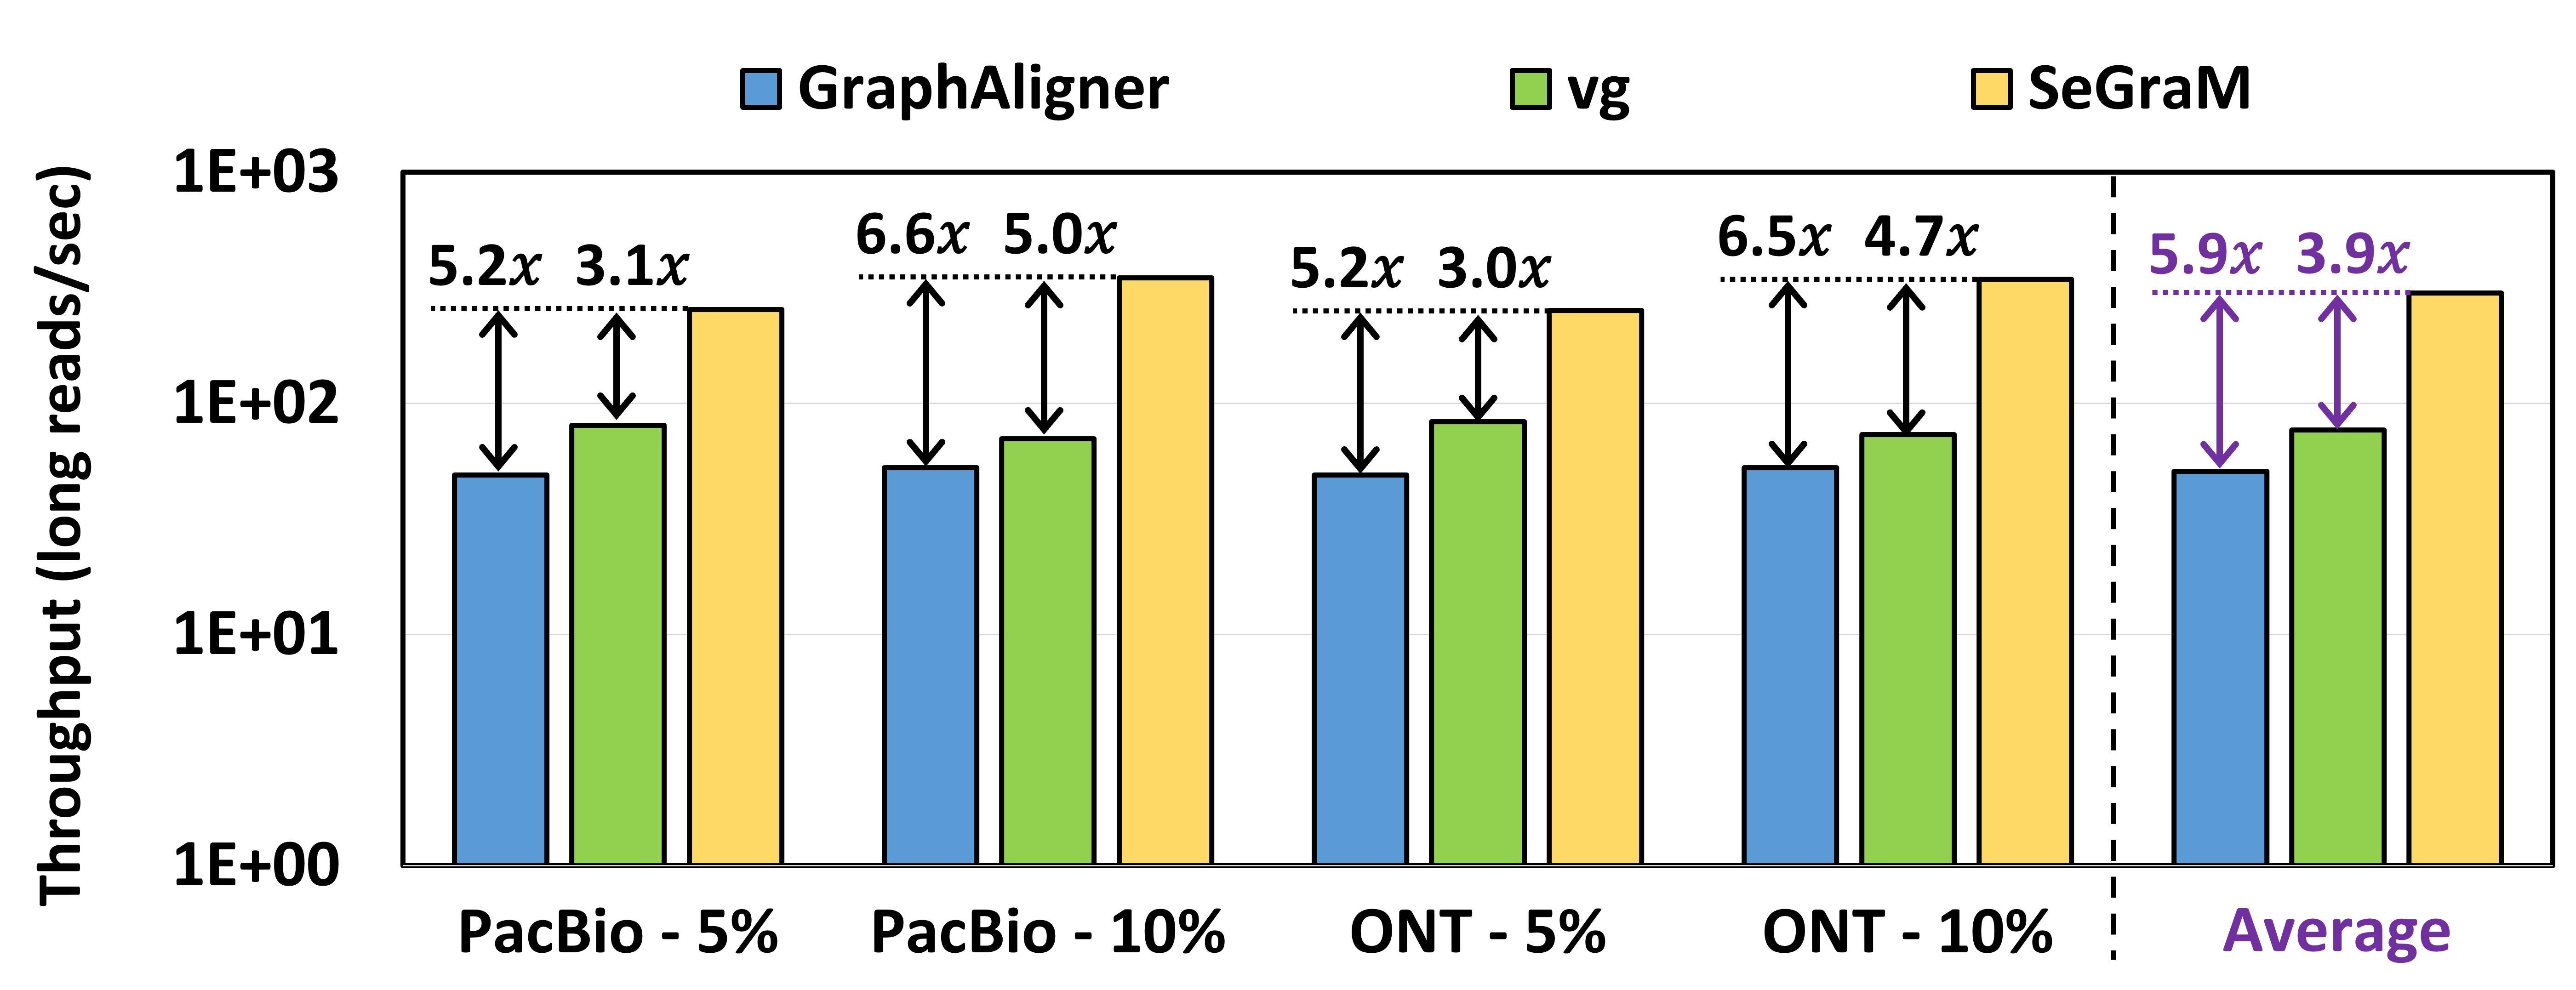 GraphAligner vg SeGraM
Throughput (long reads/sec)
1E+03
1E+02
1E+01
1E+00
5.2x 3.1x
6.6x 5.0x
5.2x 3.0x
6.5x 4.7x
5.9x 3.9x
PacBio - 5%
PacBio - 10%
ONT - 5%
ONT - 10%
Average